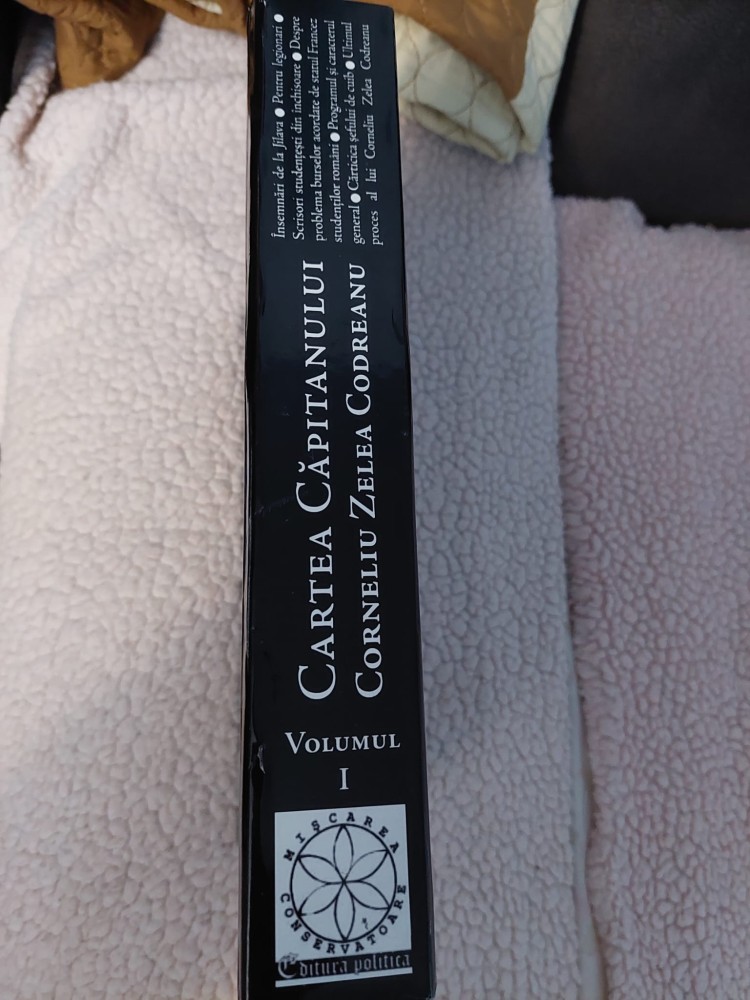 Însemnări de la Jilava ● Pentru legionari ●
Scrisori studențești din închisoare ● Despre
problema burselor acordate de statul Francez
studenților români ● Programul și caracterul
general ● Cărticica șefului de cuib ● Ultimul
proces al lui Corneliu Zelea Codreanu
CARTEA CĂPITANULUI
CORNELIU ZELEA CODREANU
VOLUMUL
I
MIȘCAREA
CONSERVATOARE
Editura politica